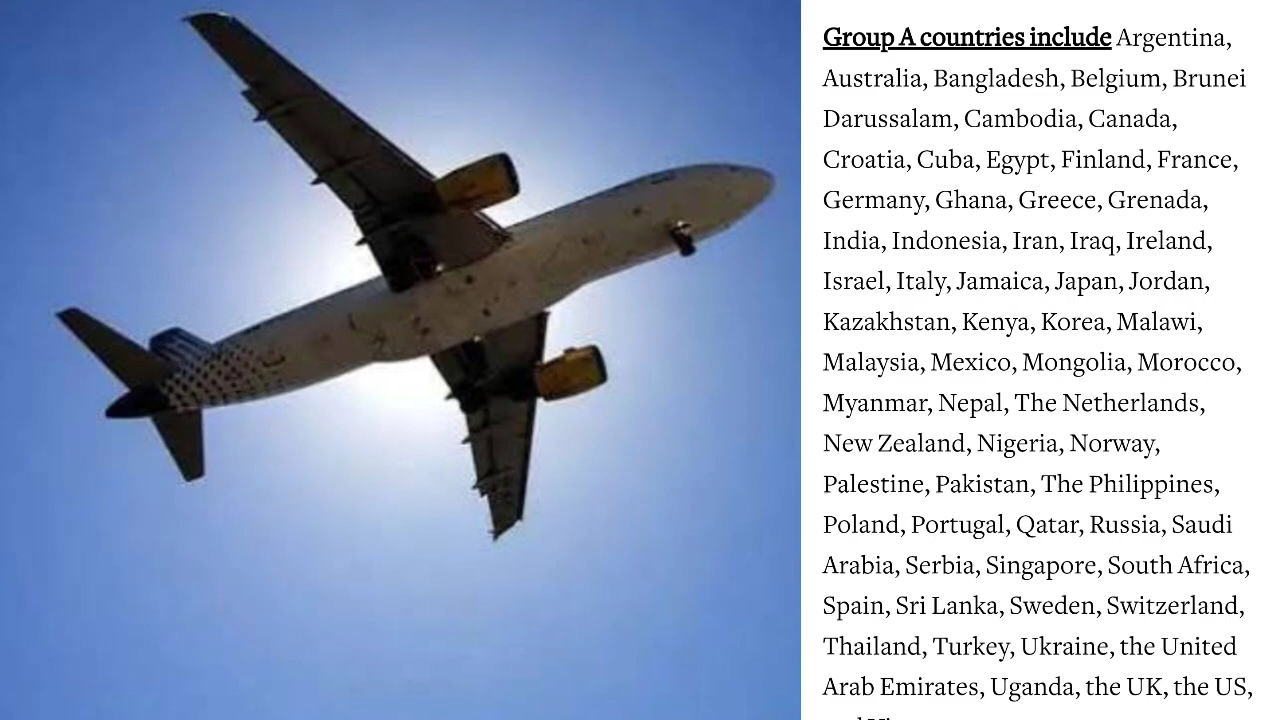 Group A countries include Argentina,
Australia, Bangladesh, Belgium, Brunei
Darussalam, Cambodia, Canada,
Croatia, Cuba, Egypt, Finland, France,
Germany, Ghana, Greece, Grenada,
India, Indonesia, Iran, Iraq, Ireland,
Israel, Italy, Jamaica, Japan, Jordan,
Kazakhstan, Kenya, Korea, Malawi,
Malaysia, Mexico, Mongolia, Morocco,
Myanmar, Nepal, The Netherlands,
New Zealand, Nigeria, Norway,
Palestine, Pakistan, The Philippines,
Poland, Portugal, Qatar, Russia, Saudi
Arabia, Serbia, Singapore, South Africa,
Spain, Sri Lanka, Sweden, Switzerland,
Thailand, Turkey, Ukraine, the United
Arab Emirates, Uganda, the UK, the US,